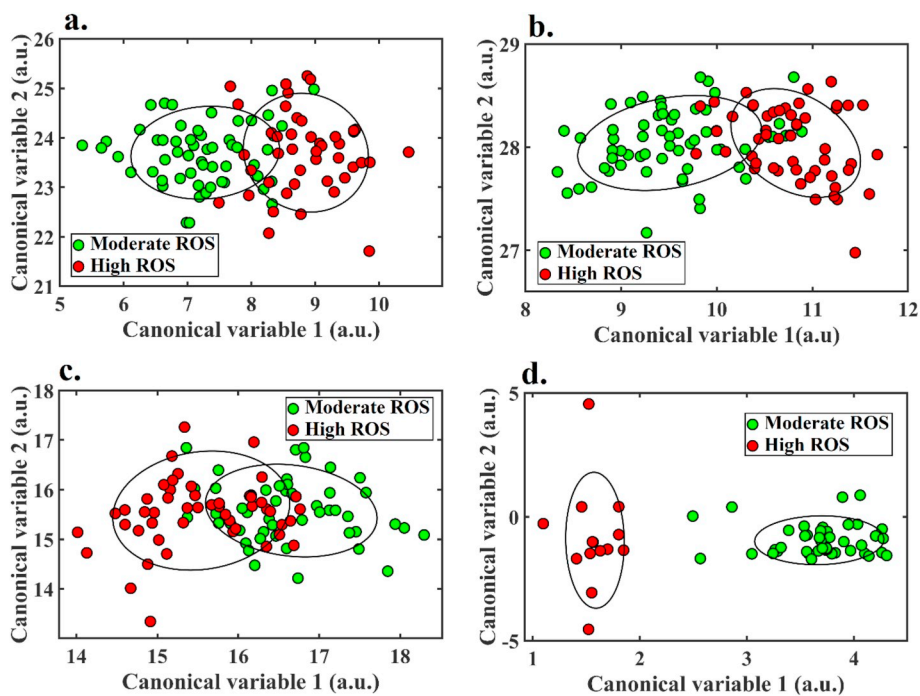 a.
Canonical variable 2 (a.u.)
26
25
24
23
22
21
Moderate ROS
High ROS
5 6 7 8 9 10
Canonical variable 1 (a.u.)
b.
Canonical variable 2 (a.u.)
29
28
27
Moderate ROS
High ROS
8 9 10 11 12
Canonical variable 1(a.u)
c.
Canonical variable 2 (a.u.)
18
17
16
15
14
Moderate ROS
High ROS
14 15 16 17 18
Canonical variable 1 (a.u.)
d.
Canonical variable 2 (a.u.)
5
0
-5
Moderate ROS
High ROS
1 2 3 4
Canonical variable 1 (a.u.)